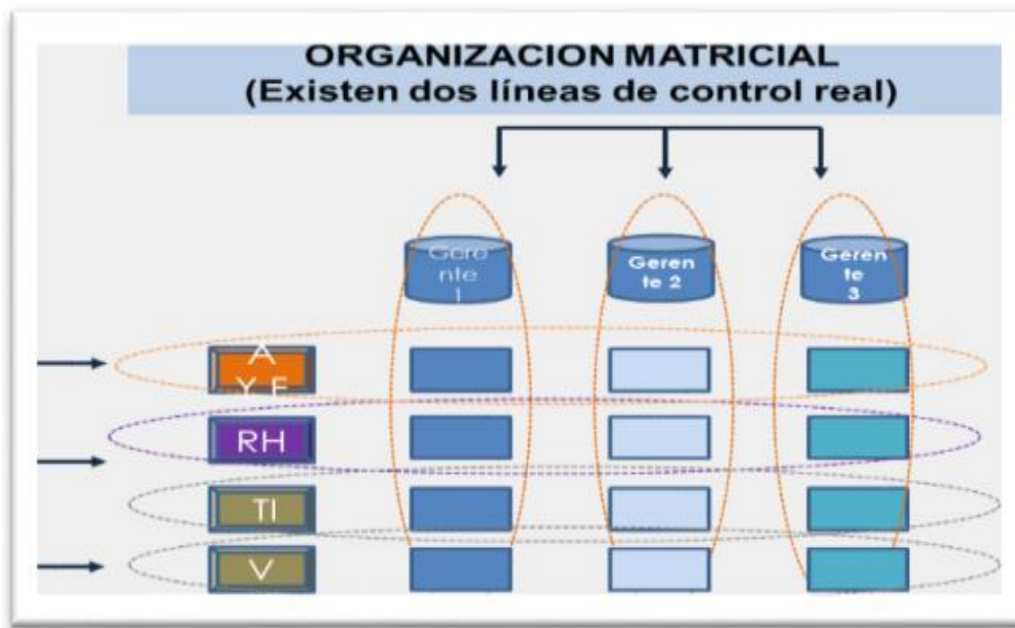 ORGANIZACION MATRICIAL
(Existen dos líneas de control real)
Gere
nte
1
Geren
te 2
Geren
te
3
A
Y F
RH
TI
V